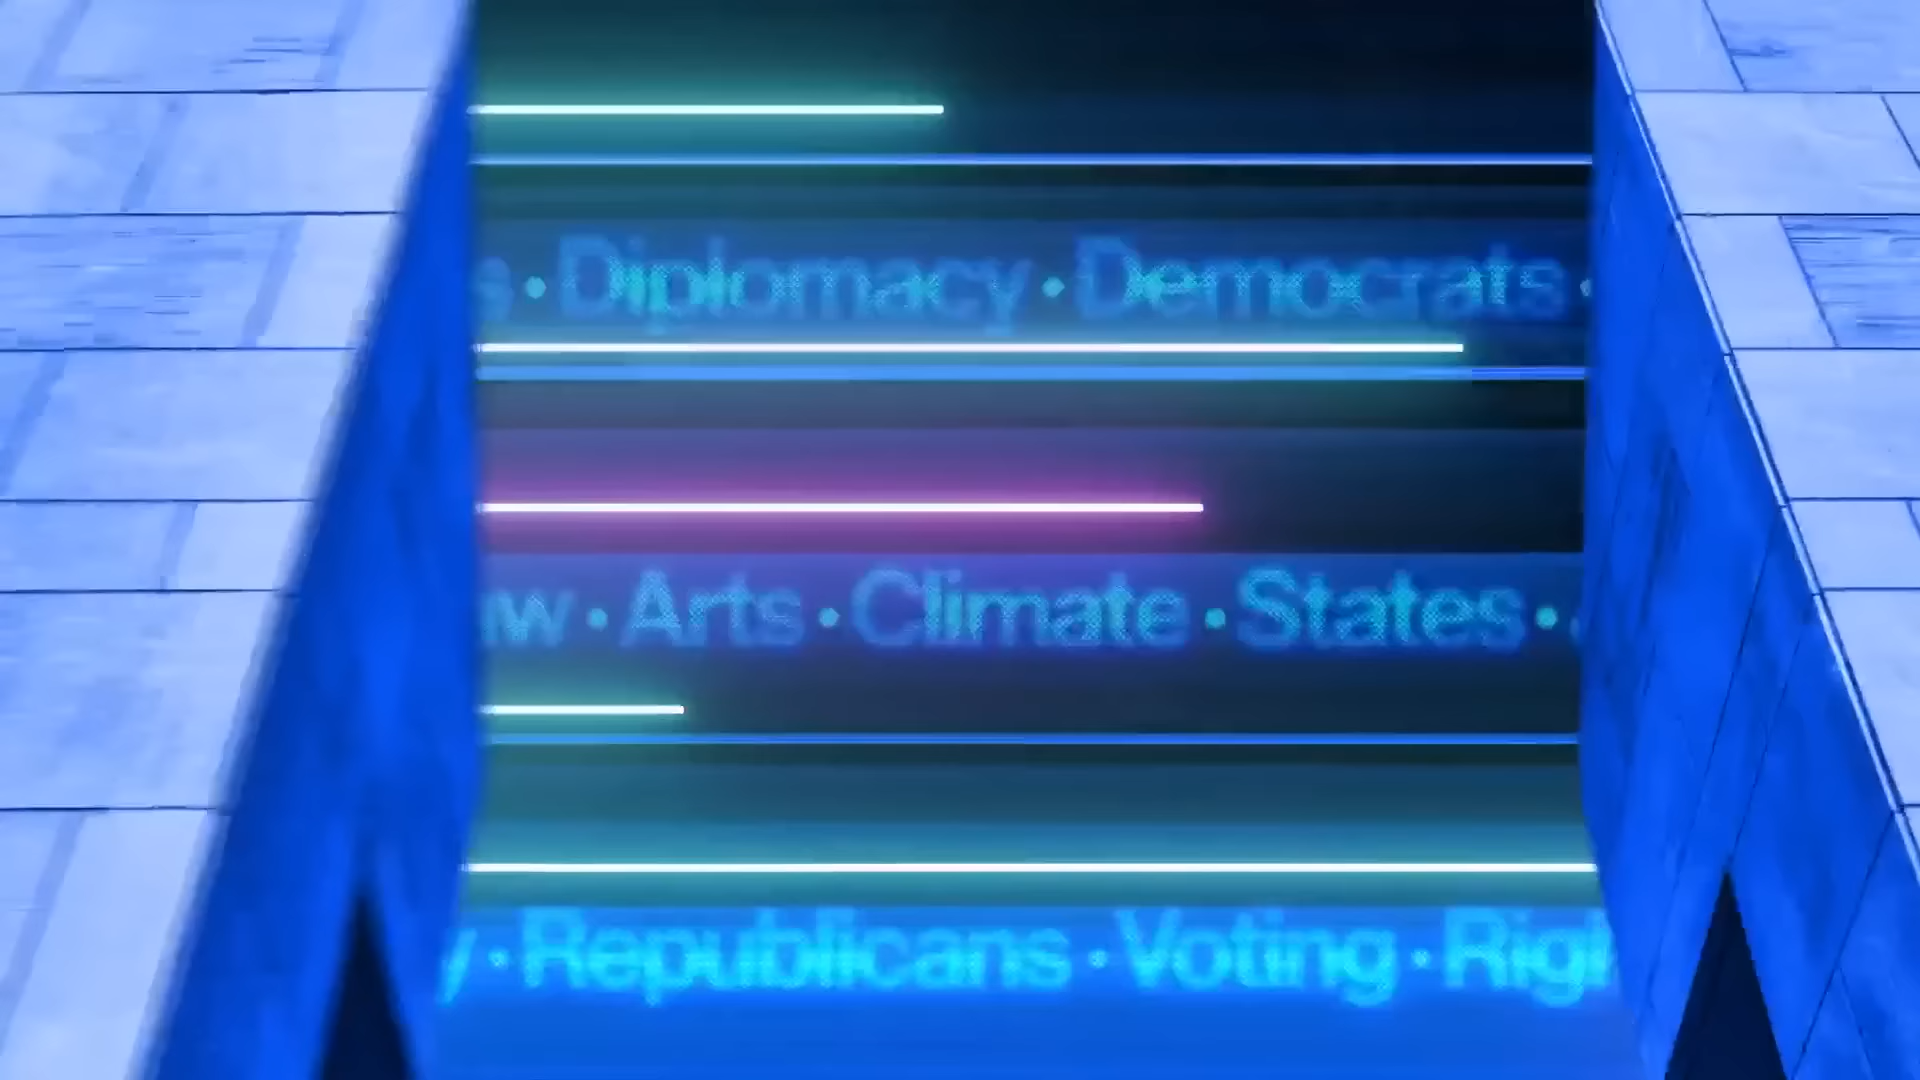 · Diplomacy · Democrats ·
· Arts · Climate · States ·
· Republicans · Voting ·